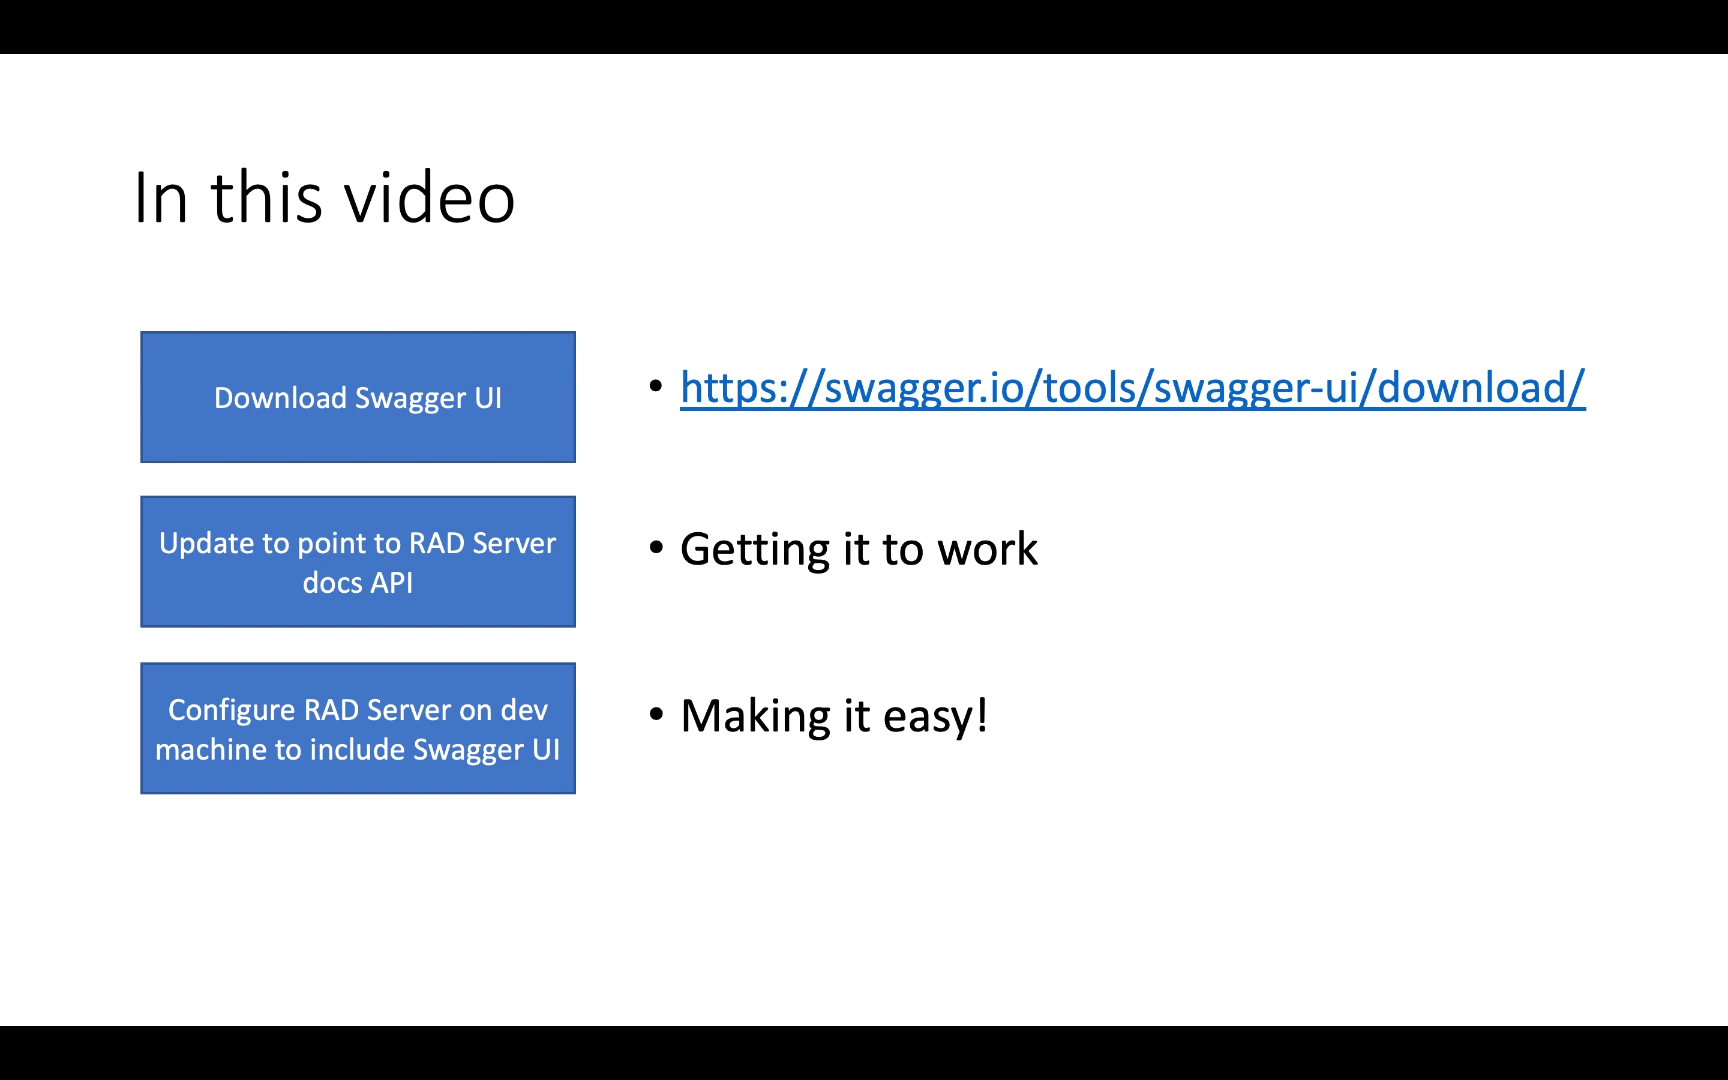 In this video
Download Swagger UI
• https://swagger.io/tools/swagger-ui/download/
Update to point to RAD Server
docs API
• Getting it to work
Configure RAD Server on dev
machine to include Swagger UI
• Making it easy!